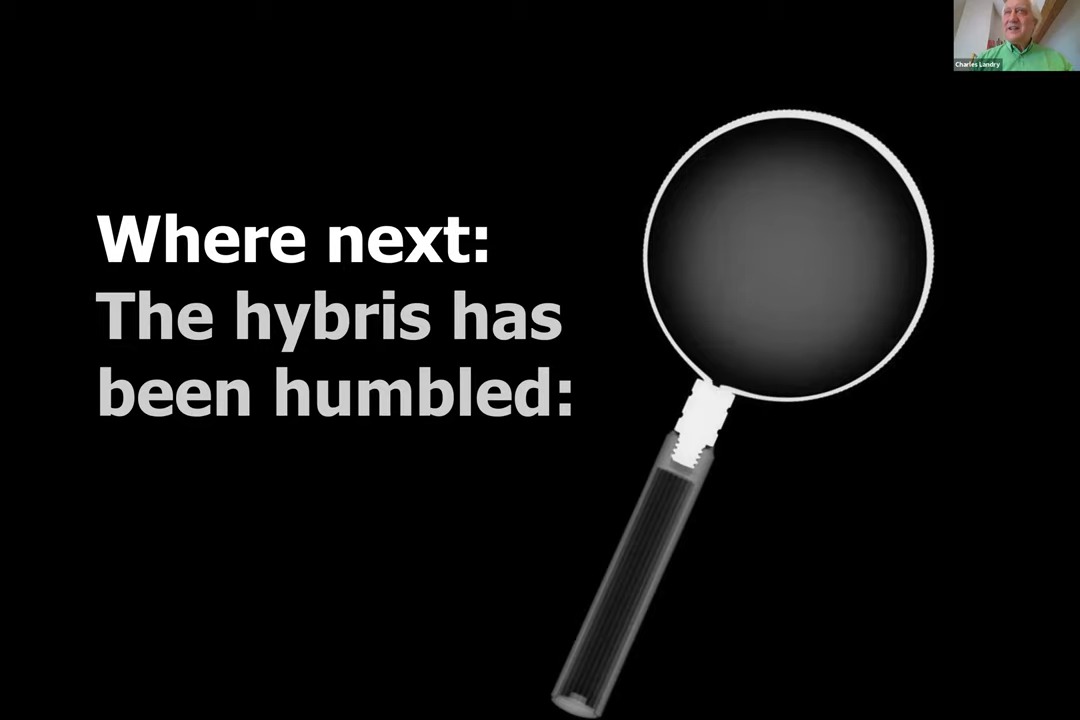 Charles Landry
Where next:
The hybris has
been humbled: